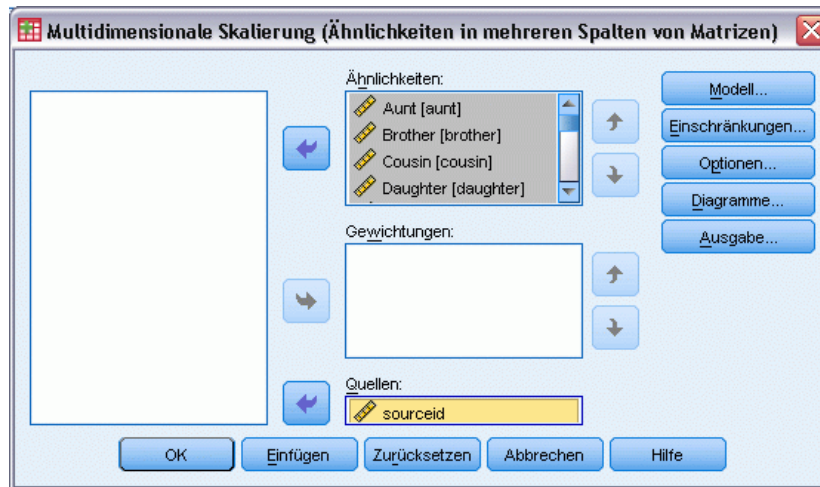 Multidimensionale Skalierung (Ähnlichkeiten in mehreren Spalten von Matrizen)
Ähnlichkeiten:
Aunt [aunt]
Brother [brother]
Cousin [cousin]
Daughter [daughter]
Gewichtungen:
Quellen:
sourceid
Modell...
Einschränkungen...
Optionen...
Diagramme...
Ausgabe...
OK
Einfügen
Zurücksetzen
Abbrechen
Hilfe